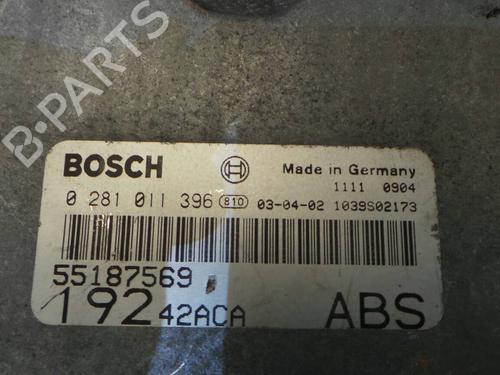 B-PARTS
BOSCH
Made in Germany
1111 0904
0 281 011 396 810 03-04-02 1039S02173
55187569
192 42ACA ABS